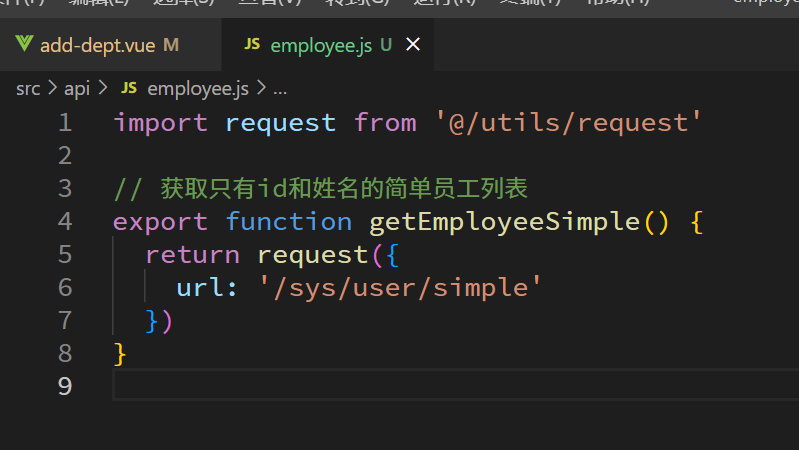 add-dept.vue M
JS employee.js U ×
src > api > JS employee.js > ...
1 import request from '@/utils/request'
2
3 // 获取只有id和姓名的简单员工列表
4 export function getEmployeeSimple() {
5 return request({
6 url: '/sys/user/simple'
7 })
8 }
9